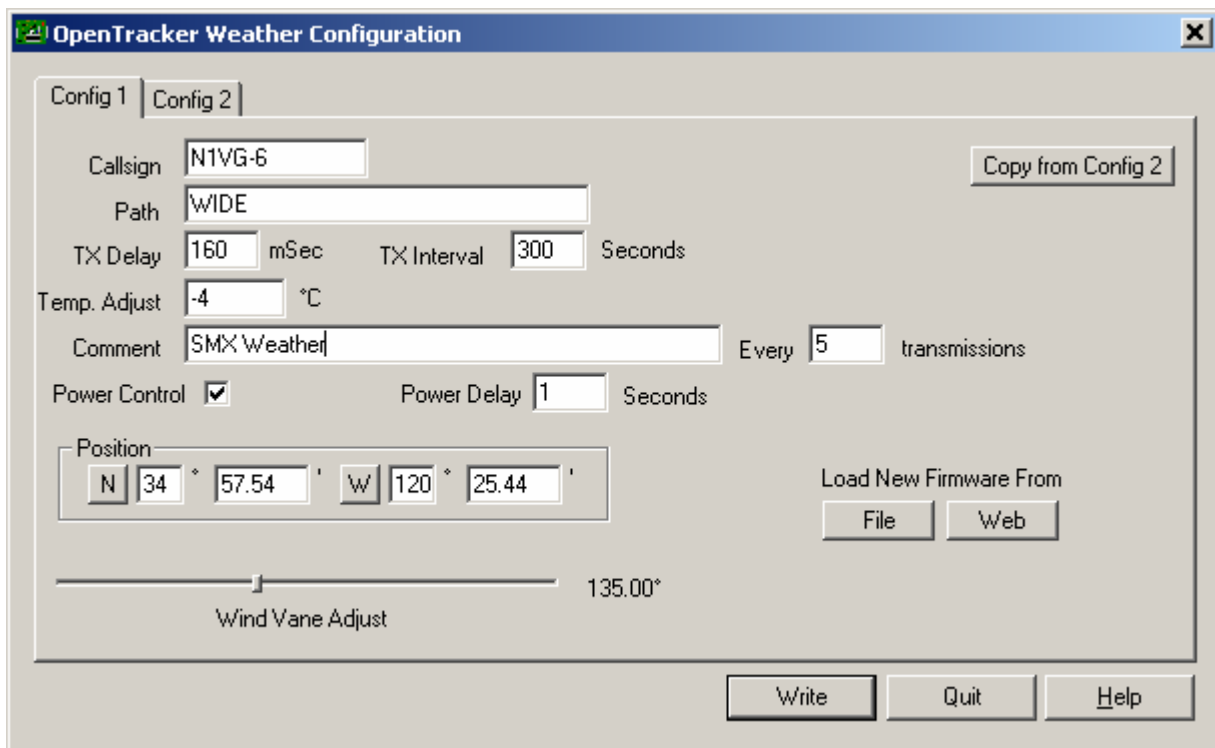 OpenTracker Weather Configuration
Config 1 Config 2
Callsign N1VG-6 Copy from Config 2
Path WIDE
TX Delay 160 mSec TX Interval 300 Seconds
Temp. Adjust -4 °C
Comment SMX Weather Every 5 transmissions
Power Control Power Delay 1 Seconds
Position
N 34 ° 57.54 ' W 120 ° 25.44 '
Load New Firmware From
File Web
135.00°
Wind Vane Adjust
Write Quit Help